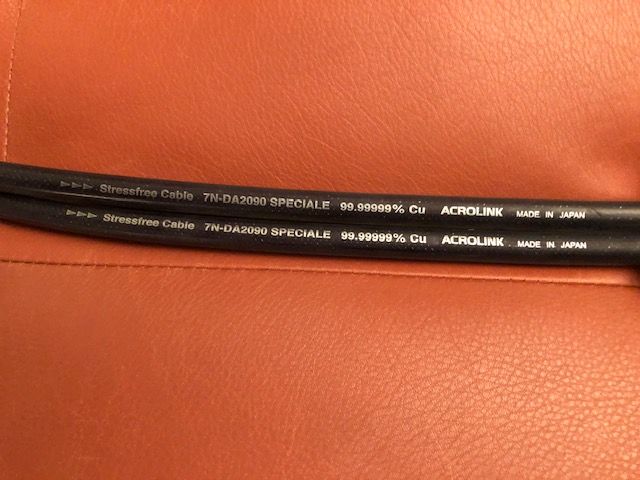 ▷▷▷ Stressfree Cable 7N-DA2090 SPECIALE 99.99999% Cu ACROLINK MADE IN JAPAN
▷▷▷ Stressfree Cable 7N-DA2090 SPECIALE 99.99999% Cu ACROLINK MADE IN JAPAN